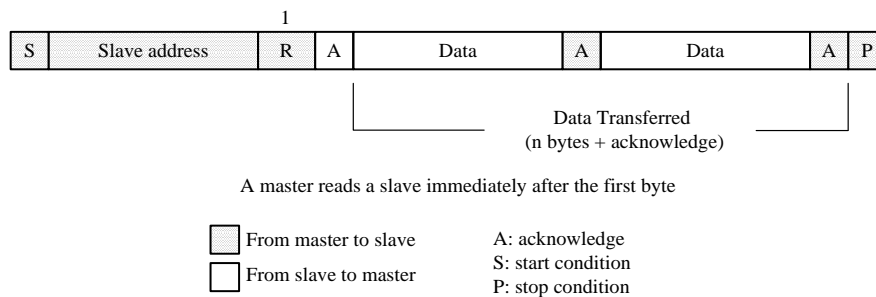 1
S Slave address R A Data A Data A P
Data Transferred
(n bytes + acknowledge)
A master reads a slave immediately after the first byte
From master to slave
From slave to master
A: acknowledge
S: start condition
P: stop condition